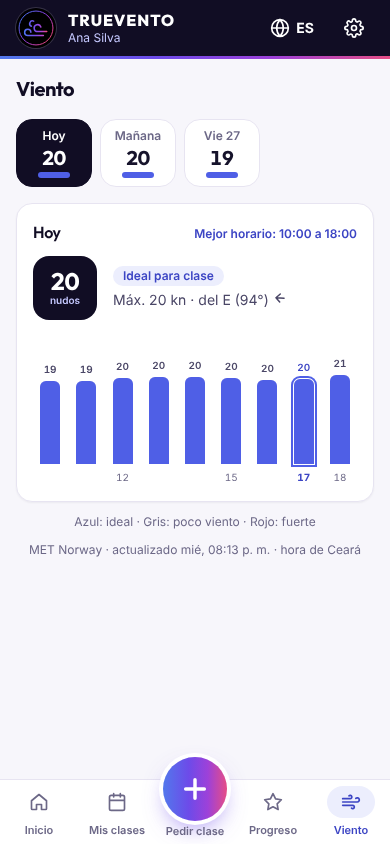 TRUEVENTO
Ana Silva
ES
Viento
Hoy
20
Mañana
20
Vie 27
19
Hoy
Mejor horario: 10:00 a 18:00
20
nudos
Ideal para clase
Máx. 20 kn · del E (94°) ←
19 19 20 20 20 20 20 20 21
12 15 17 18
Azul: ideal · Gris: poco viento · Rojo: fuerte
MET Norway · actualizado mié, 08:13 p. m. · hora de Ceará
Inicio
Mis clases
Pedir clase
Progreso
Viento